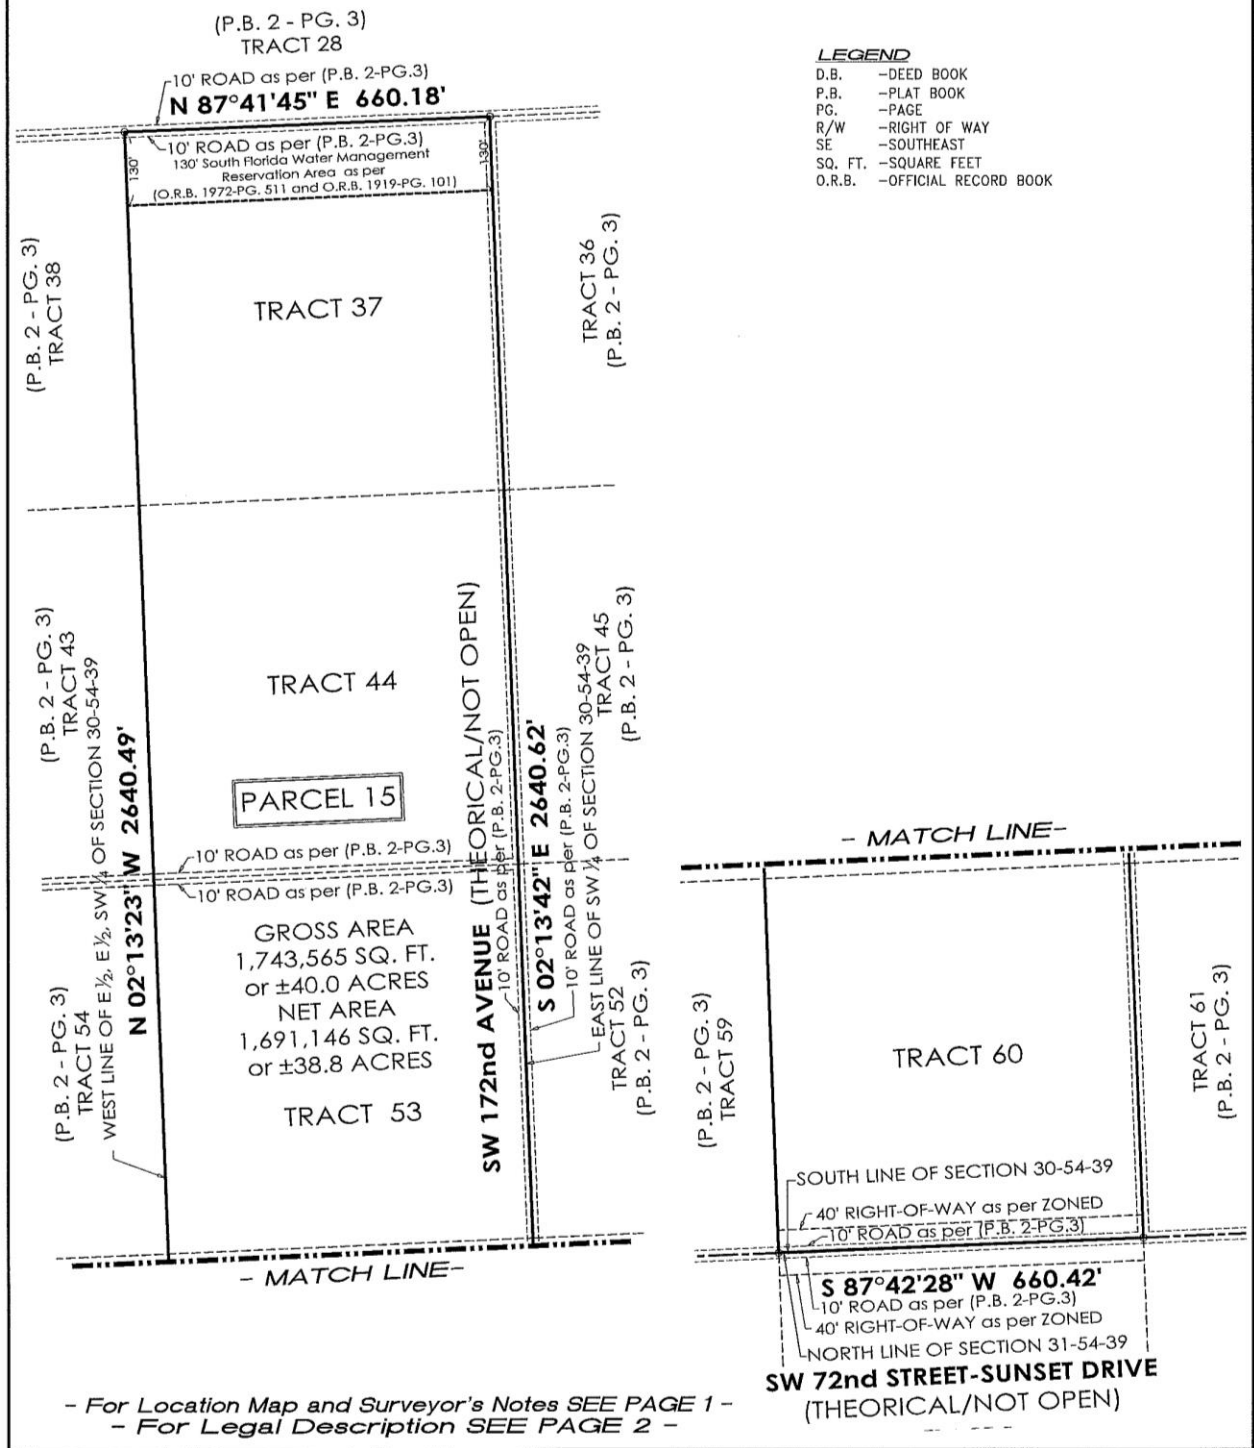 (P.B. 2 - PG. 3)
TRACT 28
10' ROAD as per (P.B. 2-PG.3)
N 87°41'45" E 660.18'
10' ROAD as per (P.B. 2-PG.3)
130' South Florida Water Management
Reservation Area as per
(O.R.B. 1972-PG. 511 and O.R.B. 1919-PG. 101)
130'
130'
LEGEND
D.B. -DEED BOOK
P.B. -PLAT BOOK
PG. -PAGE
R/W -RIGHT OF WAY
SE -SOUTHEAST
SQ. FT. -SQUARE FEET
O.R.B. -OFFICIAL RECORD BOOK
(P.B. 2 - PG. 3)
TRACT 38
TRACT 37
TRACT 36
(P.B. 2 - PG. 3)
(P.B. 2 - PG. 3)
TRACT 43
WEST LINE OF E ½, E ½, SW ¼ OF SECTION 30-54-39
N 02°13'23" W 2640.49'
TRACT 44
PARCEL 15
10' ROAD as per (P.B. 2-PG.3)
10' ROAD as per (P.B. 2-PG.3)
SW 172nd AVENUE (THEORICAL/NOT OPEN)
10' ROAD as per (P.B. 2-PG.3)
S 02°13'42" E 2640.62'
10' ROAD as per (P.B. 2-PG.3)
EAST LINE OF SW ¼ OF SECTION 30-54-39
TRACT 45
(P.B. 2 - PG. 3)
GROSS AREA
1,743,565 SQ. FT.
or ±40.0 ACRES
NET AREA
1,691,146 SQ. FT.
or ±38.8 ACRES
TRACT 53
(P.B. 2 - PG. 3)
TRACT 54
TRACT 52
(P.B. 2 - PG. 3)
- MATCH LINE-
- MATCH LINE-
(P.B. 2 - PG. 3)
TRACT 59
TRACT 60
TRACT 61
(P.B. 2 - PG. 3)
SOUTH LINE OF SECTION 30-54-39
40' RIGHT-OF-WAY as per ZONED
10' ROAD as per (P.B. 2-PG.3)
S 87°42'28" W 660.42'
10' ROAD as per (P.B. 2-PG.3)
40' RIGHT-OF-WAY as per ZONED
NORTH LINE OF SECTION 31-54-39
SW 72nd STREET-SUNSET DRIVE
(THEORICAL/NOT OPEN)
- For Location Map and Surveyor's Notes SEE PAGE 1 -
- For Legal Description SEE PAGE 2 -